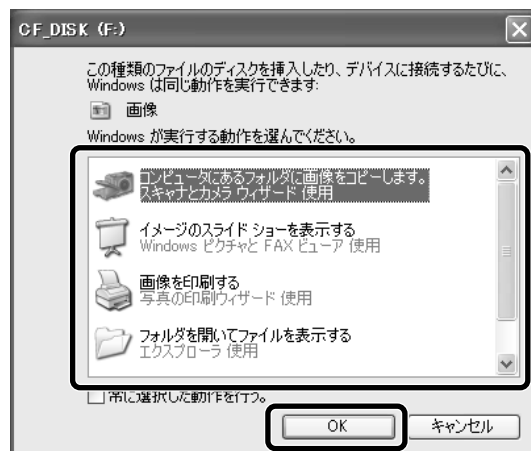 CF_DISK (F:)
この種類のファイルのディスクを挿入したり、デバイスに接続するたびに、
Windows は同じ動作を実行できます:
画像
Windows が実行する動作を選んでください。
コンピュータにあるフォルダに画像をコピーします。
スキャナとカメラ ウィザード 使用
イメージのスライド ショーを表示する
Windows ピクチャと FAX ビューア 使用
画像を印刷する
写真の印刷ウィザード 使用
フォルダを開いてファイルを表示する
エクスプローラ 使用
常に選択した動作を行う。
OK
キャンセル